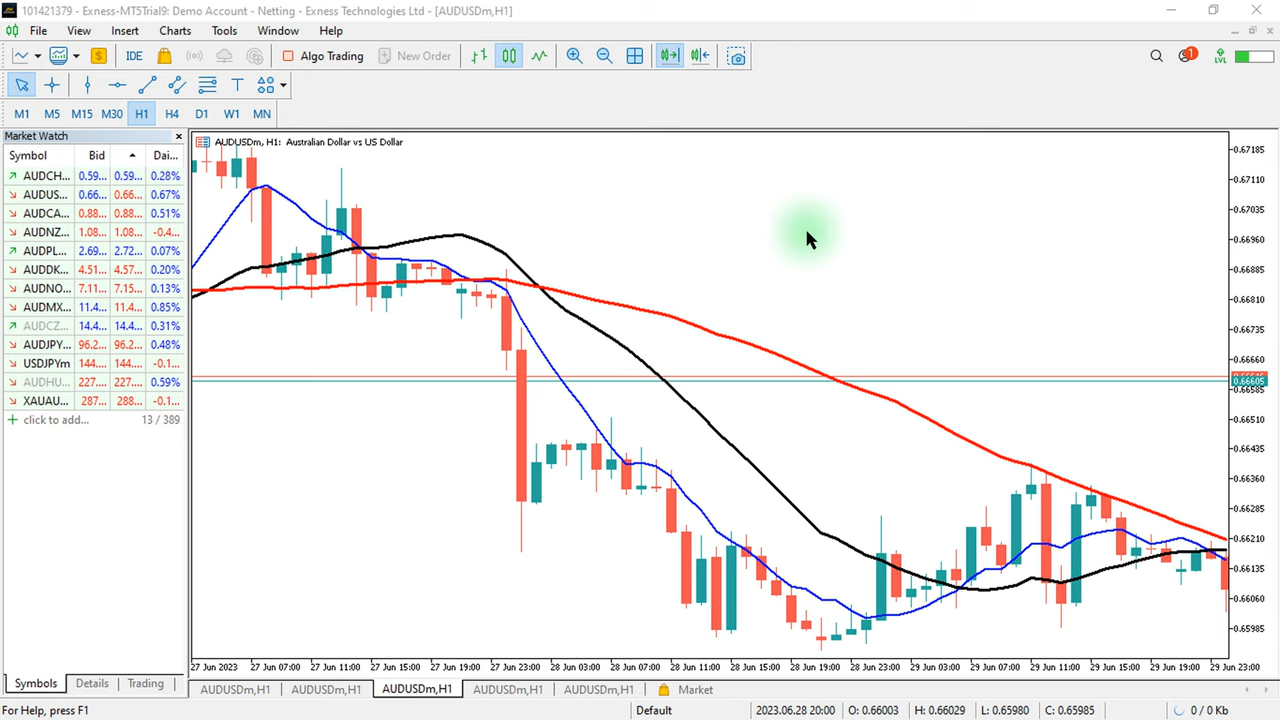 101421379 - Exness-MT5Trial9: Demo Account - Netting - Exness Technologies Ltd - [AUDUSDm,H1]
File View Insert Charts Tools Window Help
IDE Algo Trading New Order 1 LVL
T
M1 M5 M15 M30 H1 H4 D1 W1 MN
Market Watch
Symbol Bid Dai...
AUDCH... 0.59... 0.59... 0.28%
AUDUS... 0.66... 0.66... 0.67%
AUDCA... 0.88... 0.88... 0.51%
AUDNZ... 1.08... 1.08... -0.4...
AUDPL... 2.69... 2.72... 0.07%
AUDDK... 4.51... 4.57... 0.20%
AUDNO... 7.11... 7.15... 0.13%
AUDMX... 11.4... 11.4... 0.85%
AUDCZ... 14.4... 14.4... 0.31%
AUDJPY... 96.2... 96.2... 0.48%
USDJPYm 144.... 144.... -0.1...
AUDHU... 227.... 227.... 0.59%
XAUAU... 287... 288... -0.1...
click to add... 13 / 389
AUDUSDm, H1: Australian Dollar vs US Dollar
0.67185
0.67110
0.67035
0.66960
0.66885
0.66810
0.66735
0.66660
0.66605
0.66585
0.66510
0.66435
0.66360
0.66285
0.66210
0.66135
0.66060
0.65985
27 Jun 2023 27 Jun 07:00 27 Jun 11:00 27 Jun 15:00 27 Jun 19:00 27 Jun 23:00 28 Jun 03:00 28 Jun 07:00 28 Jun 11:00 28 Jun 15:00 28 Jun 19:00 28 Jun 23:00 29 Jun 03:00 29 Jun 07:00 29 Jun 11:00 29 Jun 15:00 29 Jun 19:00 29 Jun 23:00
Symbols Details Trading
AUDUSDm,H1 AUDUSDm,H1 AUDUSDm,H1 AUDUSDm,H1 AUDUSDm,H1 Market
For Help, press F1 Default 2023.06.28 20:00 O: 0.66003 H: 0.66029 L: 0.65980 C: 0.65985 0 / 0 Kb